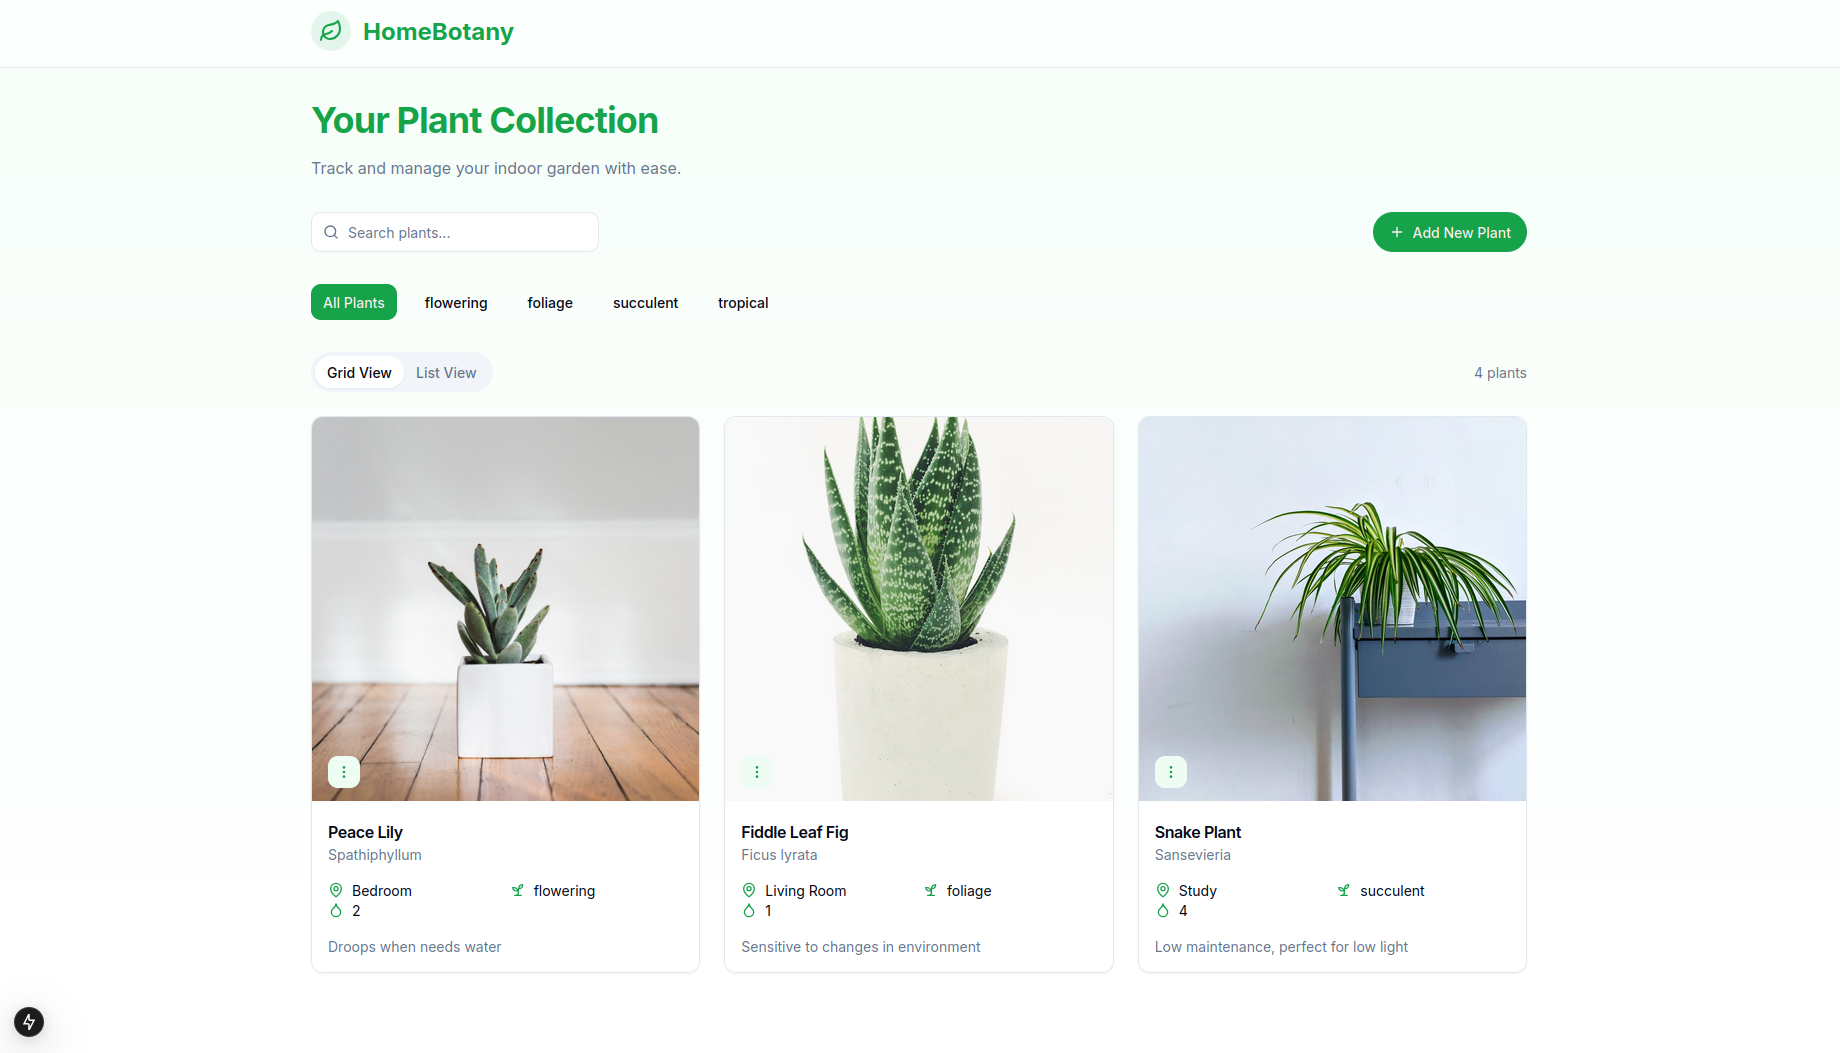 HomeBotany
Your Plant Collection
Track and manage your indoor garden with ease.
Search plants...
Add New Plant
All Plants flowering foliage succulent tropical
Grid View List View
4 plants
Peace Lily
Spathiphyllum
Bedroom flowering
2
Droops when needs water
Fiddle Leaf Fig
Ficus lyrata
Living Room foliage
1
Sensitive to changes in environment
Snake Plant
Sansevieria
Study succulent
4
Low maintenance, perfect for low light